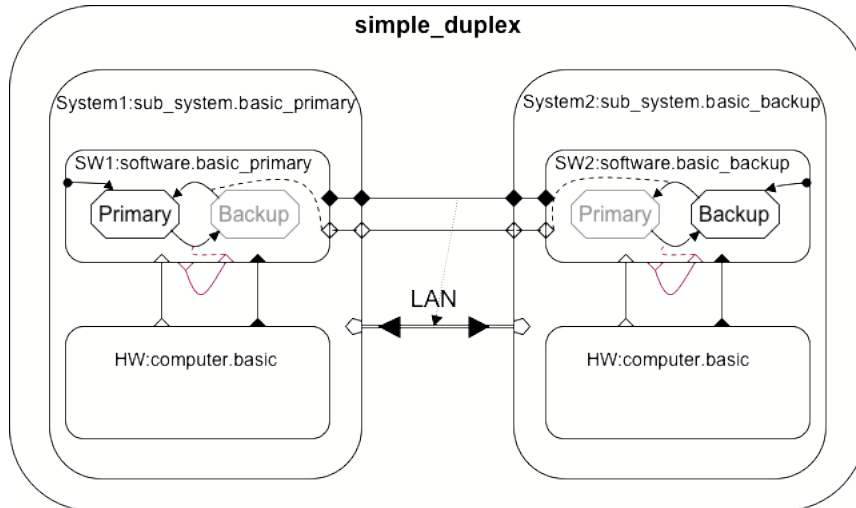 simple_duplex
System1:sub_system.basic_primary
System2:sub_system.basic_backup
SW1:software.basic_primary
SW2:software.basic_backup
Primary
Backup
Primary
Backup
LAN
HW:computer.basic
HW:computer.basic